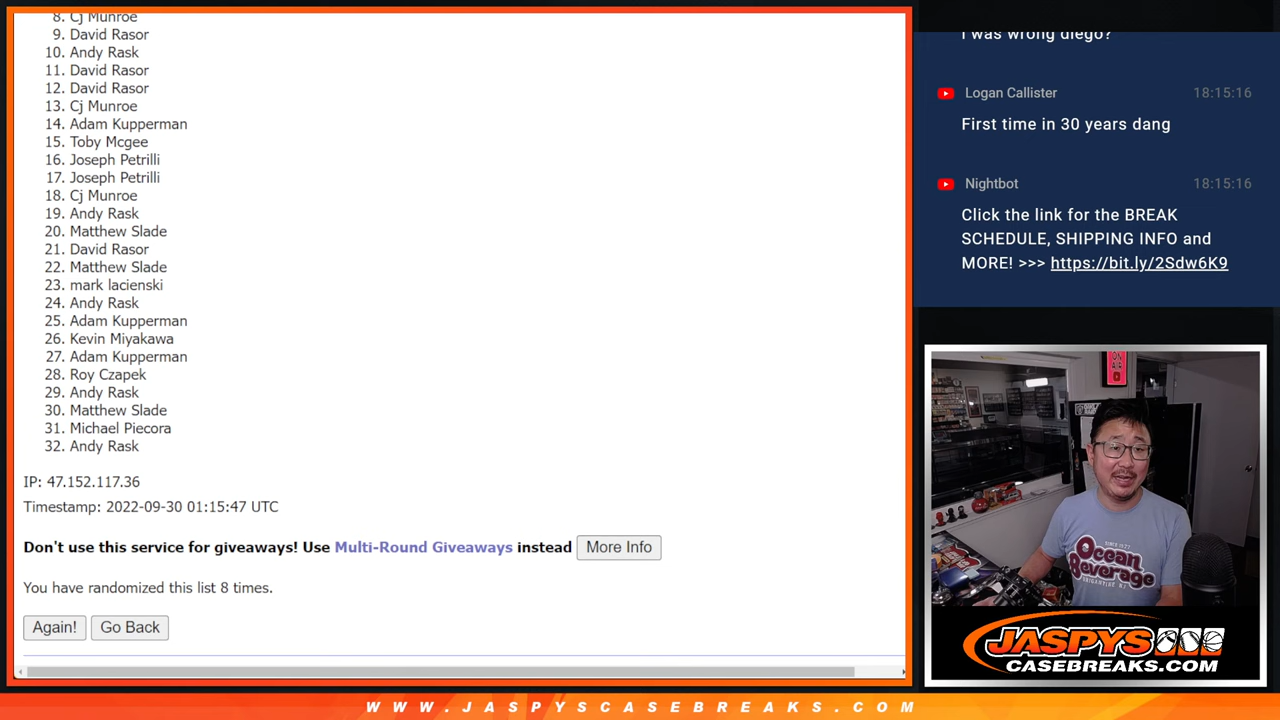 8. Cj Munroe
9. David Rasor
10. Andy Rask
11. David Rasor
12. David Rasor
13. Cj Munroe
14. Adam Kupperman
15. Toby Mcgee
16. Joseph Petrilli
17. Joseph Petrilli
18. Cj Munroe
19. Andy Rask
20. Matthew Slade
21. David Rasor
22. Matthew Slade
23. mark lacienski
24. Andy Rask
25. Adam Kupperman
26. Kevin Miyakawa
27. Adam Kupperman
28. Roy Czapek
29. Andy Rask
30. Matthew Slade
31. Michael Piecora
32. Andy Rask
IP: 47.152.117.36
Timestamp: 2022-09-30 01:15:47 UTC
Don't use this service for giveaways! Use Multi-Round Giveaways instead More Info
You have randomized this list 8 times.
Again! Go Back
I was wrong diego?
Logan Callister 18:15:16
First time in 30 years dang
Nightbot 18:15:16
Click the link for the BREAK
SCHEDULE, SHIPPING INFO and
MORE! >>> https://bit.ly/2Sdw6K9
ON
AIR
Ocean
Beverage
JASPYS
CASEBREAKS.COM
WWW.JASPYSCASEBREAKS.COM